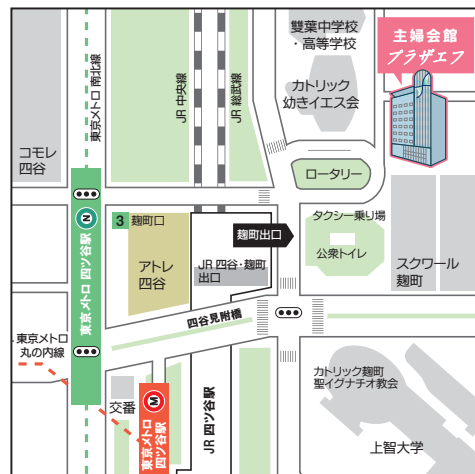 雙葉中学校
・高等学校
主婦会館
プラザエフ
東京メトロ 南北線
JR 中央線
JR 総武線
カトリック
幼きイエス会
コモレ
四谷
ロータリー
N
東京メトロ 四ツ谷駅
3 麹町口
麹町出口
タクシー乗り場
公衆トイレ
アトレ
四谷
JR 四谷・麹町
出口
スクワール
麹町
四谷見附橋
東京メトロ
丸の内線
交番
M
東京メトロ
四ツ谷駅
JR 四ツ谷駅
カトリック麹町
聖イグナチオ教会
上智大学